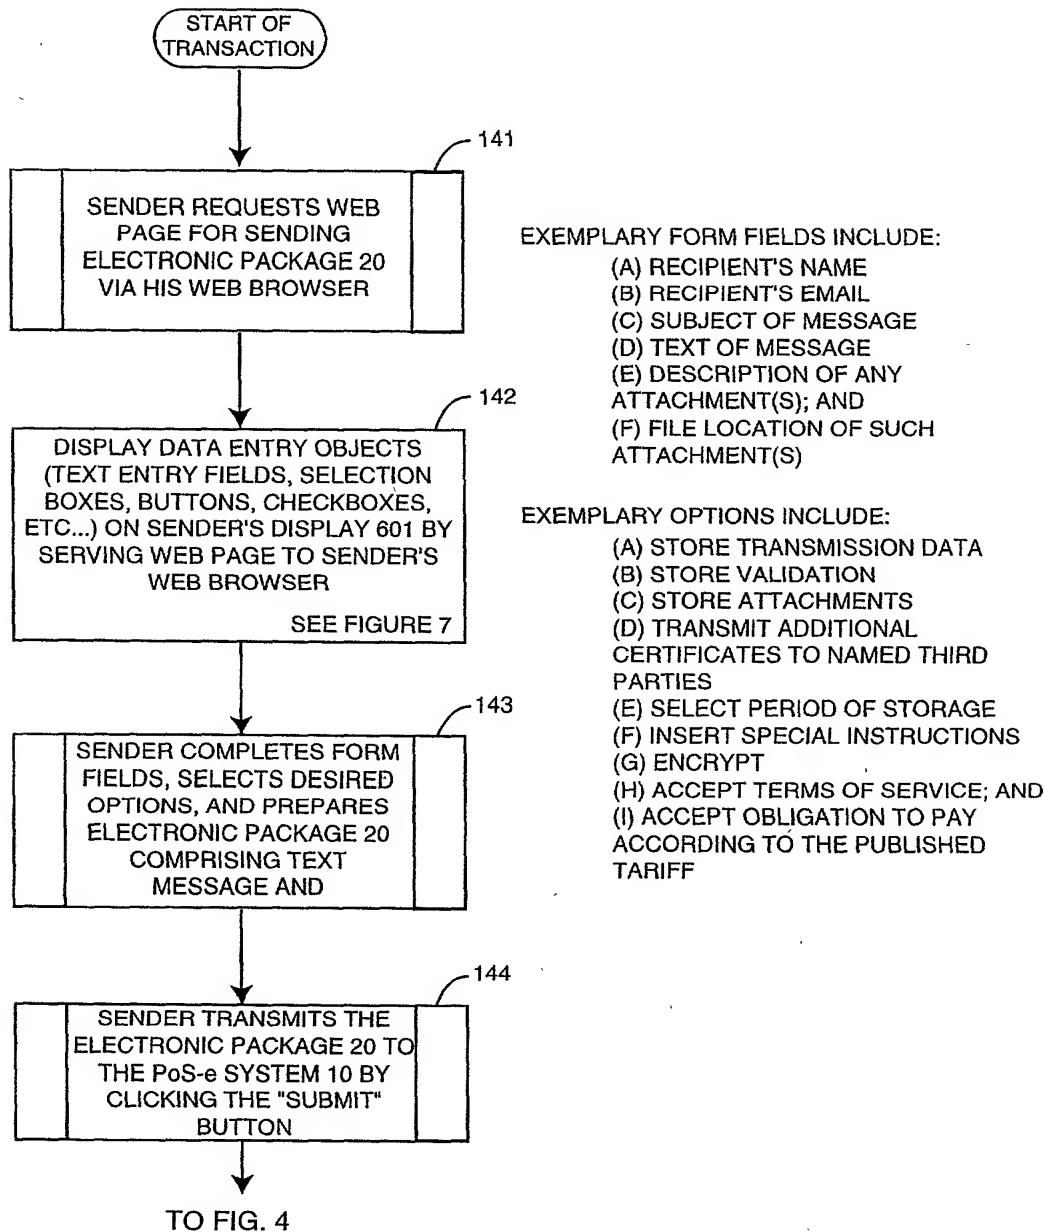 START OF
TRANSACTION
141
SENDER REQUESTS WEB
PAGE FOR SENDING
ELECTRONIC PACKAGE 20
VIA HIS WEB BROWSER
142
DISPLAY DATA ENTRY OBJECTS
(TEXT ENTRY FIELDS, SELECTION
BOXES, BUTTONS, CHECKBOXES,
ETC...) ON SENDER'S DISPLAY 601 BY
SERVING WEB PAGE TO SENDER'S
WEB BROWSER
SEE FIGURE 7
143
SENDER COMPLETES FORM
FIELDS, SELECTS DESIRED
OPTIONS, AND PREPARES
ELECTRONIC PACKAGE 20
COMPRISING TEXT
MESSAGE AND
144
SENDER TRANSMITS THE
ELECTRONIC PACKAGE 20 TO
THE PoS-e SYSTEM 10 BY
CLICKING THE "SUBMIT"
BUTTON
TO FIG. 4
EXEMPLARY FORM FIELDS INCLUDE:
(A) RECIPIENT'S NAME
(B) RECIPIENT'S EMAIL
(C) SUBJECT OF MESSAGE
(D) TEXT OF MESSAGE
(E) DESCRIPTION OF ANY
ATTACHMENT(S); AND
(F) FILE LOCATION OF SUCH
ATTACHMENT(S)
EXEMPLARY OPTIONS INCLUDE:
(A) STORE TRANSMISSION DATA
(B) STORE VALIDATION
(C) STORE ATTACHMENTS
(D) TRANSMIT ADDITIONAL
CERTIFICATES TO NAMED THIRD
PARTIES
(E) SELECT PERIOD OF STORAGE
(F) INSERT SPECIAL INSTRUCTIONS
(G) ENCRYPT
(H) ACCEPT TERMS OF SERVICE; AND
(I) ACCEPT OBLIGATION TO PAY
ACCORDING TO THE PUBLISHED
TARIFF